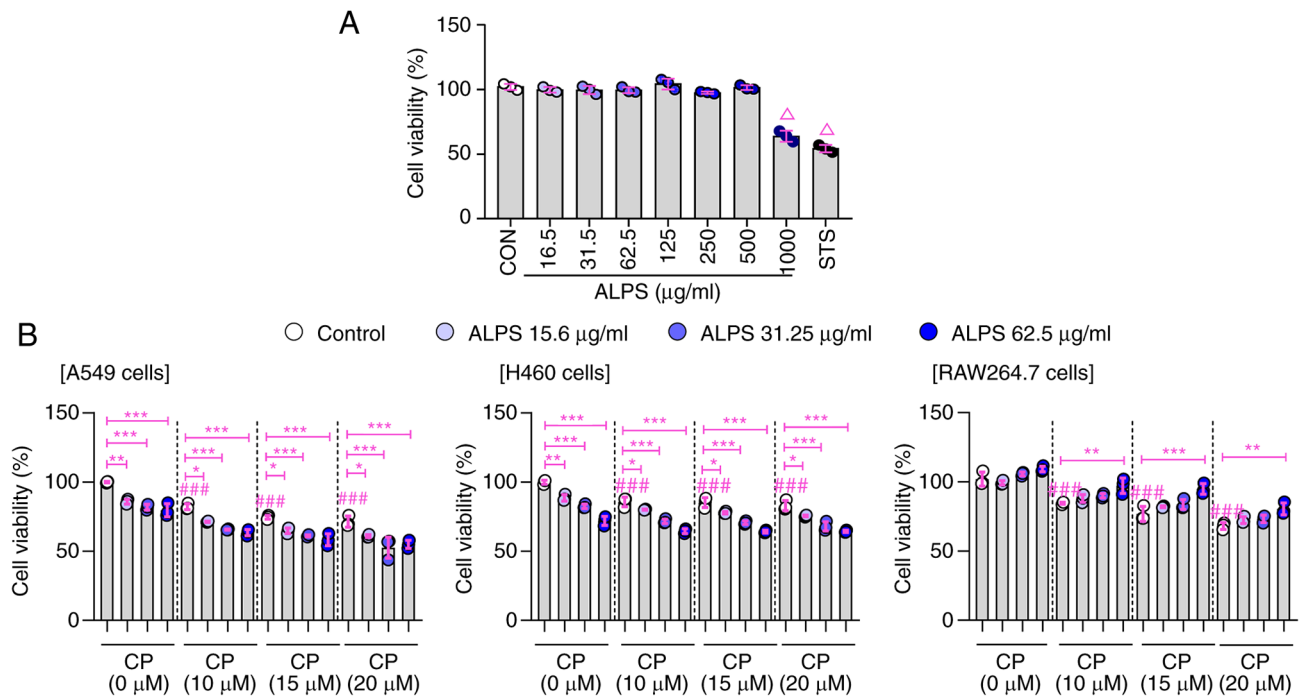 A
Cell viability (%)
150
100
50
0
△ △
CON 16.5 31.5 62.5 125 250 500 1000 STS
ALPS (μg/ml)
B
Control ALPS 15.6 μg/ml ALPS 31.25 μg/ml ALPS 62.5 μg/ml
[A549 cells]
Cell viability (%)
150
100
50
0
***
***
**
***
***
*
###
***
***
*
###
***
***
*
###
CP CP CP CP
(0 μM) (10 μM) (15 μM) (20 μM)
[H460 cells]
Cell viability (%)
150
100
50
0
***
***
**
***
***
*
###
***
***
*
###
***
***
*
###
CP CP CP CP
(0 μM) (10 μM) (15 μM) (20 μM)
[RAW264.7 cells]
Cell viability (%)
150
100
50
0
**
###
***
###
**
###
CP CP CP CP
(0 μM) (10 μM) (15 μM) (20 μM)